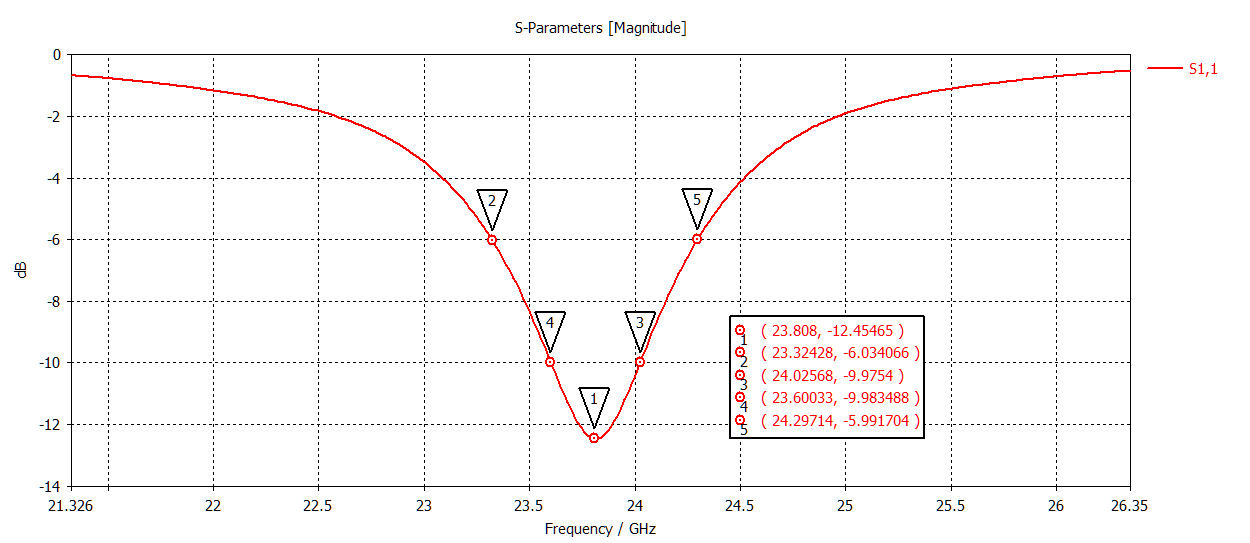 S-Parameters [Magnitude]
S1,1
0
-2
-4
-6
-8
-10
-12
-14
dB
2
5
4
3
1
1 ( 23.808, -12.45465 )
2 ( 23.32428, -6.034066 )
3 ( 24.02568, -9.9754 )
4 ( 23.60033, -9.983488 )
5 ( 24.29714, -5.991704 )
21.326 22 22.5 23 23.5 24 24.5 25 25.5 26 26.35
Frequency / GHz